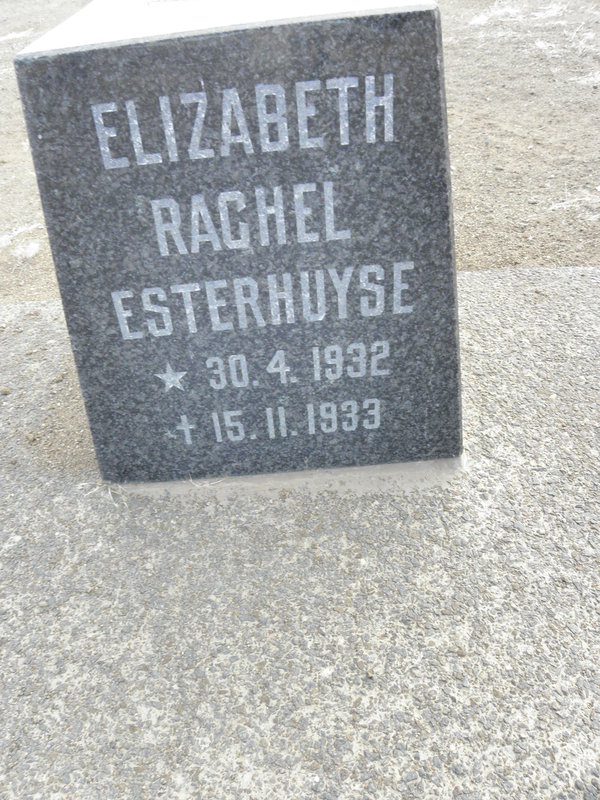 ELIZABETH
RACHEL
ESTERHUYSE
★ 30.4.1932
✝ 15.11.1933